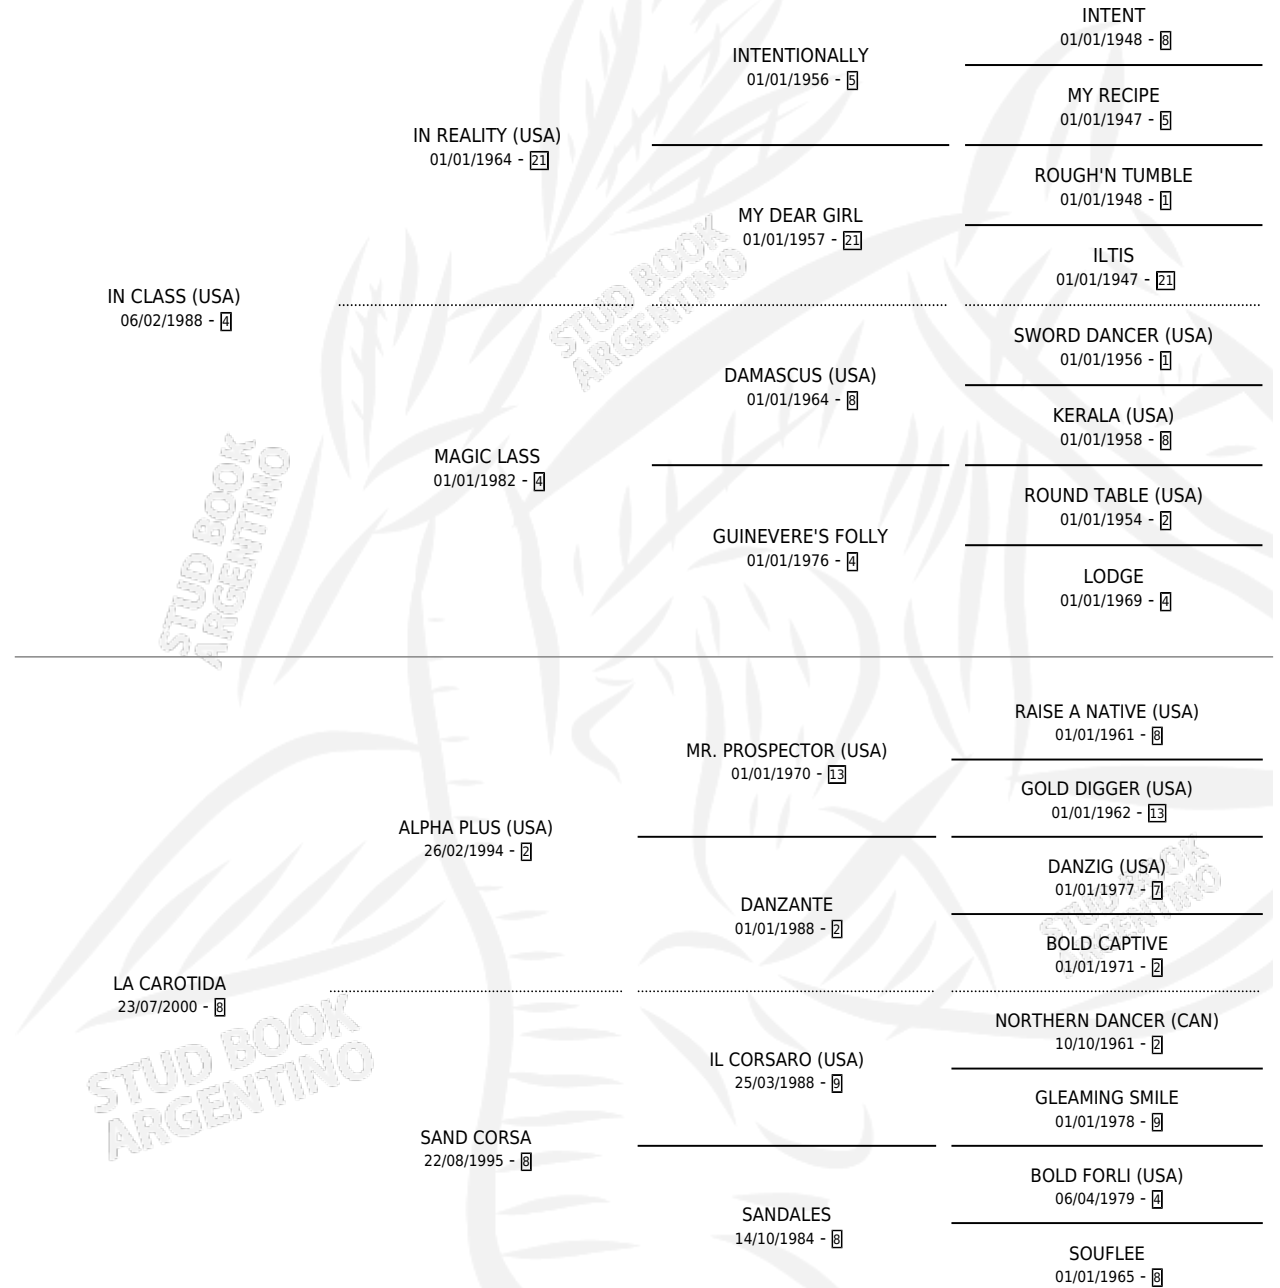 INTENT
01/01/1948 - 8
INTENTIONALLY
01/01/1956 - 5
MY RECIPE
01/01/1947 - 5
IN REALITY (USA)
01/01/1964 - 21
ROUGH'N TUMBLE
01/01/1948 - 1
MY DEAR GIRL
01/01/1957 - 21
ILTIS
01/01/1947 - 21
IN CLASS (USA)
06/02/1988 - 4
STUD BOOK
ARGENTINO
SWORD DANCER (USA)
01/01/1956 - 1
DAMASCUS (USA)
01/01/1964 - 8
KERALA (USA)
01/01/1958 - 8
MAGIC LASS
01/01/1982 - 4
ROUND TABLE (USA)
01/01/1954 - 2
GUINEVERE'S FOLLY
01/01/1976 - 4
LODGE
01/01/1969 - 4
STUD BOOK
ARGENTINO
RAISE A NATIVE (USA)
01/01/1961 - 8
MR. PROSPECTOR (USA)
01/01/1970 - 13
GOLD DIGGER (USA)
01/01/1962 - 13
ALPHA PLUS (USA)
26/02/1994 - 2
DANZIG (USA)
01/01/1977 - 7
DANZANTE
01/01/1988 - 2
BOLD CAPTIVE
01/01/1971 - 2
STUD BOOK
ARGENTINO
LA CAROTIDA
23/07/2000 - 8
NORTHERN DANCER (CAN)
10/10/1961 - 2
IL CORSARO (USA)
25/03/1988 - 9
GLEAMING SMILE
01/01/1978 - 9
STUD BOOK
ARGENTINO
SAND CORSA
22/08/1995 - 8
BOLD FORLI (USA)
06/04/1979 - 4
SANDALES
14/10/1984 - 8
SOUFLEE
01/01/1965 - 8